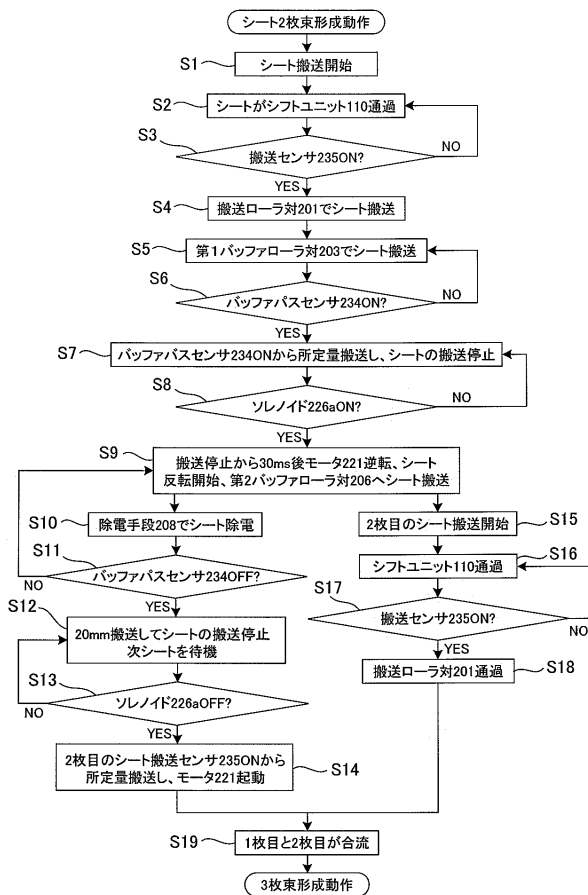 シート2枚束形成動作
S1
シート搬送開始
S2
シートがシフトユニット110通過
S3
搬送センサ235ON?
NO
YES
S4
搬送ローラ対201でシート搬送
S5
第1バッファローラ対203でシート搬送
S6
バッファパスセンサ234ON?
NO
YES
S7
バッファパスセンサ234ONから所定量搬送し、シートの搬送停止
S8
ソレノイド226aON?
NO
YES
S9
搬送停止から30ms後モータ221逆転、シート
反転開始、第2バッファローラ対206へシート搬送
S10
除電手段208でシート除電
S11
バッファパスセンサ234OFF?
NO
YES
S12
20mm搬送してシートの搬送停止
次シートを待機
S13
ソレノイド226aOFF?
NO
YES
2枚目のシート搬送センサ235ONから
所定量搬送し、モータ221起動
S14
2枚目のシート搬送開始
S15
シフトユニット110通過
S16
S17
搬送センサ235ON?
NO
YES
搬送ローラ対201通過
S18
S19
1枚目と2枚目が合流
3枚束形成動作